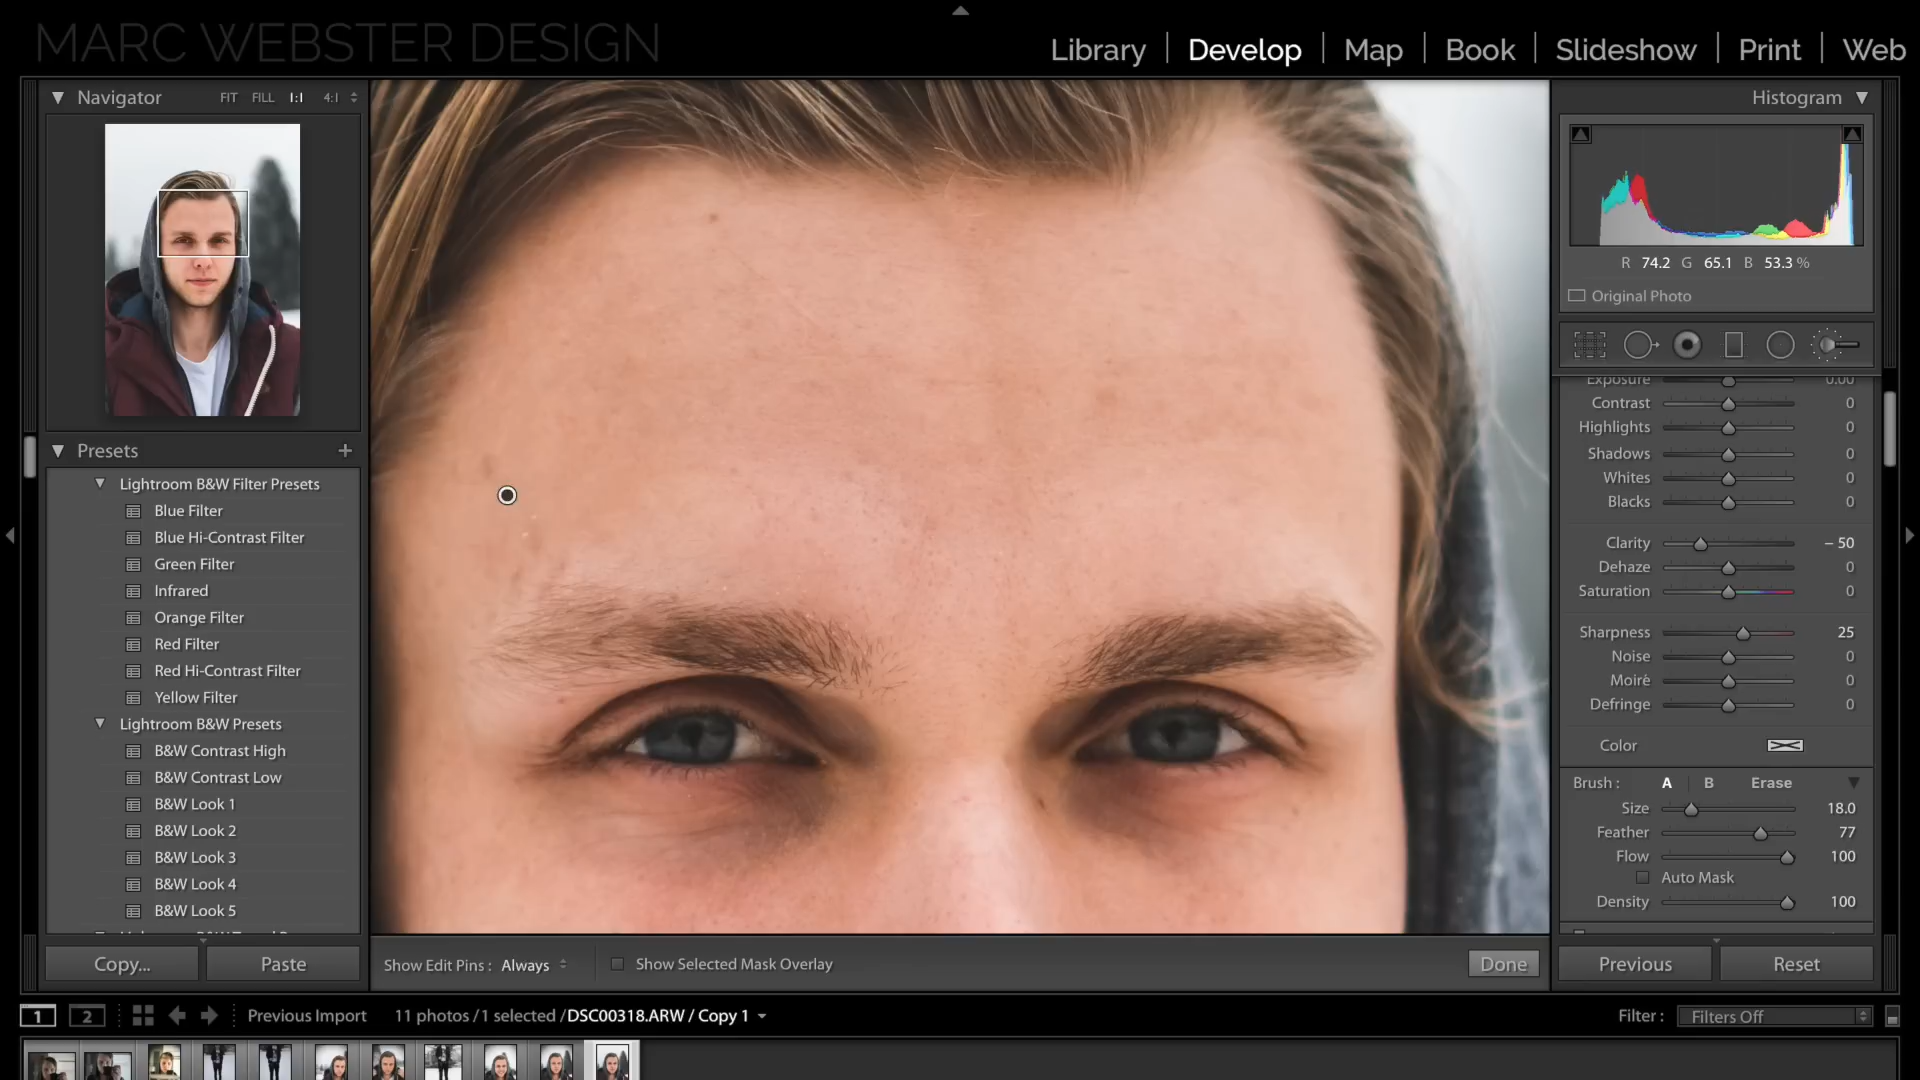 MARC WEBSTER DESIGN
Library | Develop | Map | Book | Slideshow | Print | Web
Navigator FIT FILL 1:1 4:1
Presets +
Lightroom B&W Filter Presets
Blue Filter
Blue Hi-Contrast Filter
Green Filter
Infrared
Orange Filter
Red Filter
Red Hi-Contrast Filter
Yellow Filter
Lightroom B&W Presets
B&W Contrast High
B&W Contrast Low
B&W Look 1
B&W Look 2
B&W Look 3
B&W Look 4
B&W Look 5
Copy... Paste
Show Edit Pins : Always Show Selected Mask Overlay Done
Histogram
R 74.2 G 65.1 B 53.3 %
Original Photo
Exposure 0.00
Contrast 0
Highlights 0
Shadows 0
Whites 0
Blacks 0
Clarity – 50
Dehaze 0
Saturation 0
Sharpness 25
Noise 0
Moiré 0
Defringe 0
Color
Brush : A | B Erase
Size 18.0
Feather 77
Flow 100
Auto Mask
Density 100
Previous Reset
1 2 Previous Import 11 photos / 1 selected / DSC00318.ARW / Copy 1 Filter : Filters Off